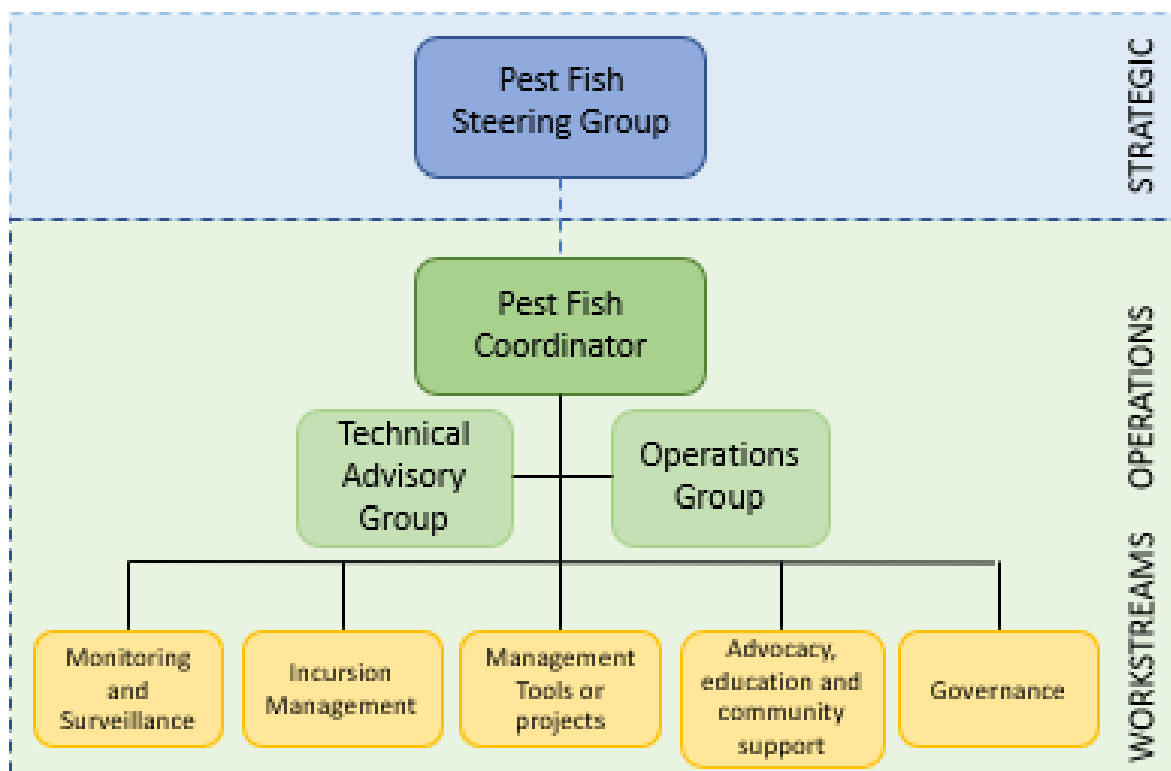 Pest Fish
Steering Group
STRATEGIC
Pest Fish
Coordinator
OPERATIONS
Technical
Advisory
Group
Operations
Group
WORKSTREAMS
Monitoring
and
Surveillance
Incursion
Management
Management
Tools or
projects
Advocacy,
education and
community
support
Governance